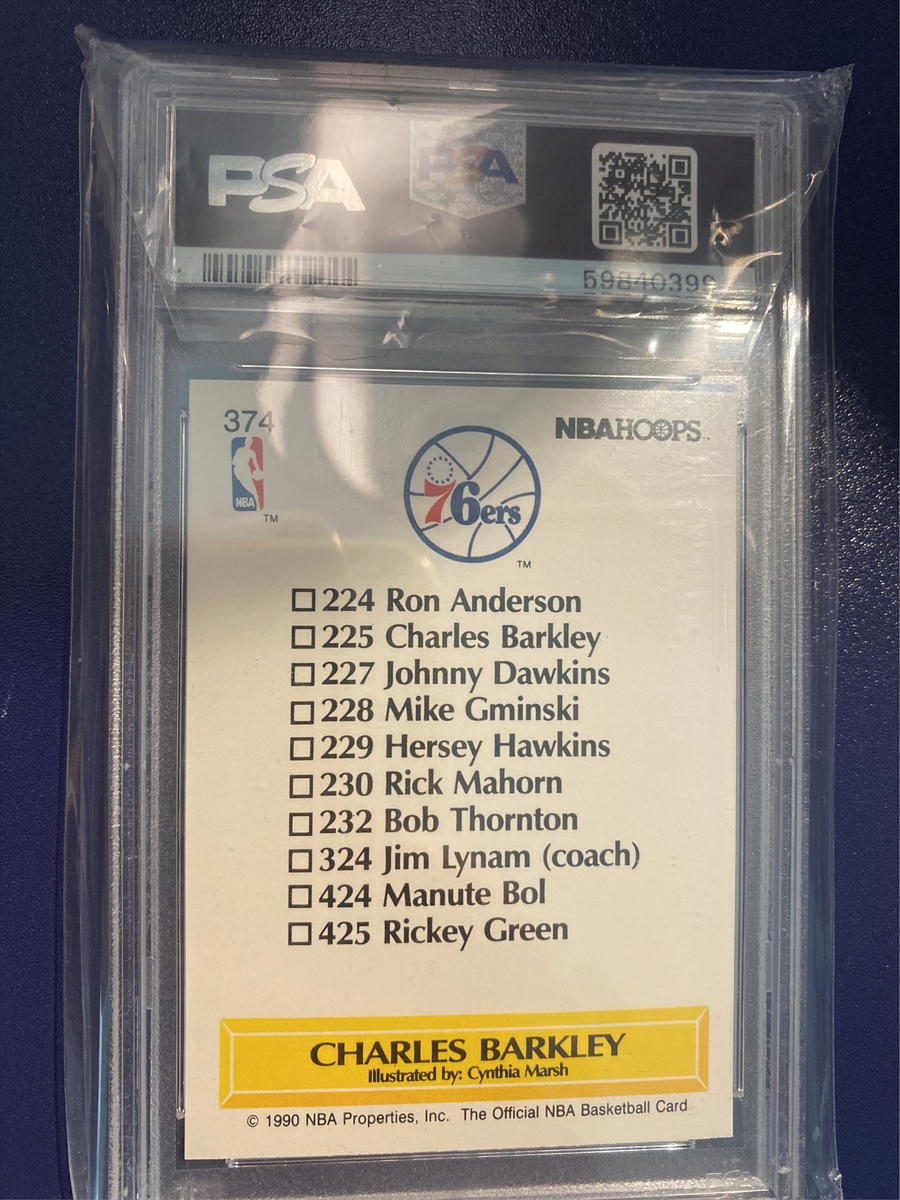 PSA
PSA
59840399
374
NBAHOOPS™
NBA
TM
76ers
TM
224 Ron Anderson
225 Charles Barkley
227 Johnny Dawkins
228 Mike Gminski
229 Hersey Hawkins
230 Rick Mahorn
232 Bob Thornton
324 Jim Lynam (coach)
424 Manute Bol
425 Rickey Green
CHARLES BARKLEY
Illustrated by: Cynthia Marsh
© 1990 NBA Properties, Inc. The Official NBA Basketball Card